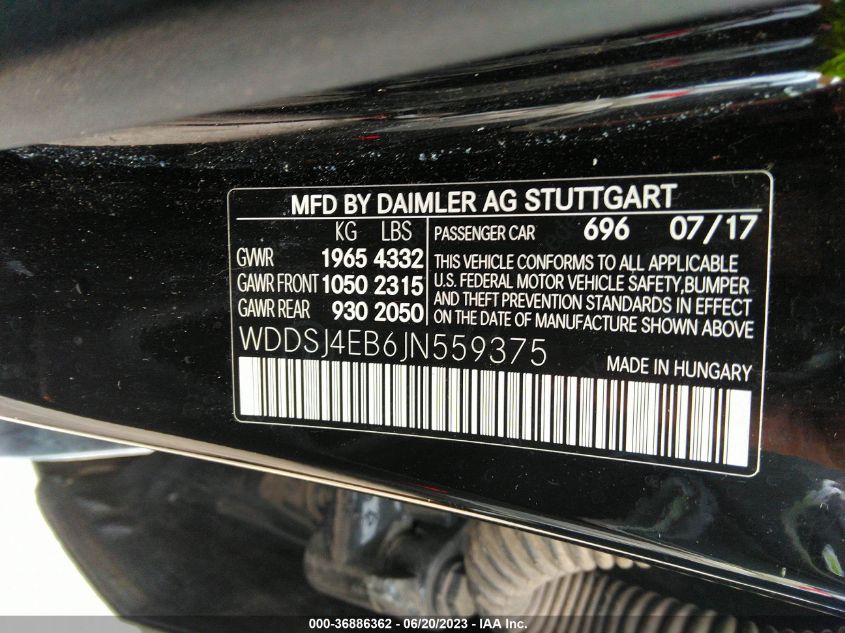 MFD BY DAIMLER AG STUTTGART
KG LBS
GVWR 1965 4332
GAWR FRONT 1050 2315
GAWR REAR 930 2050
PASSENGER CAR 696 07/17
THIS VEHICLE CONFORMS TO ALL APPLICABLE
U.S. FEDERAL MOTOR VEHICLE SAFETY,BUMPER
AND THEFT PREVENTION STANDARDS IN EFFECT
ON THE DATE OF MANUFACTURE SHOWN ABOVE
WDDSJ4EB6JN559375
MADE IN HUNGARY
000-36886362 - 06/20/2023 - IAA Inc.